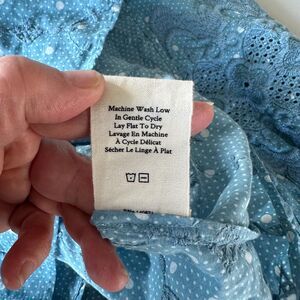 Machine Wash Low
In Gentle Cycle
Lay Flat To Dry
Lavage En Machine
À Cycle Délicat
Sécher Le Linge À Plat